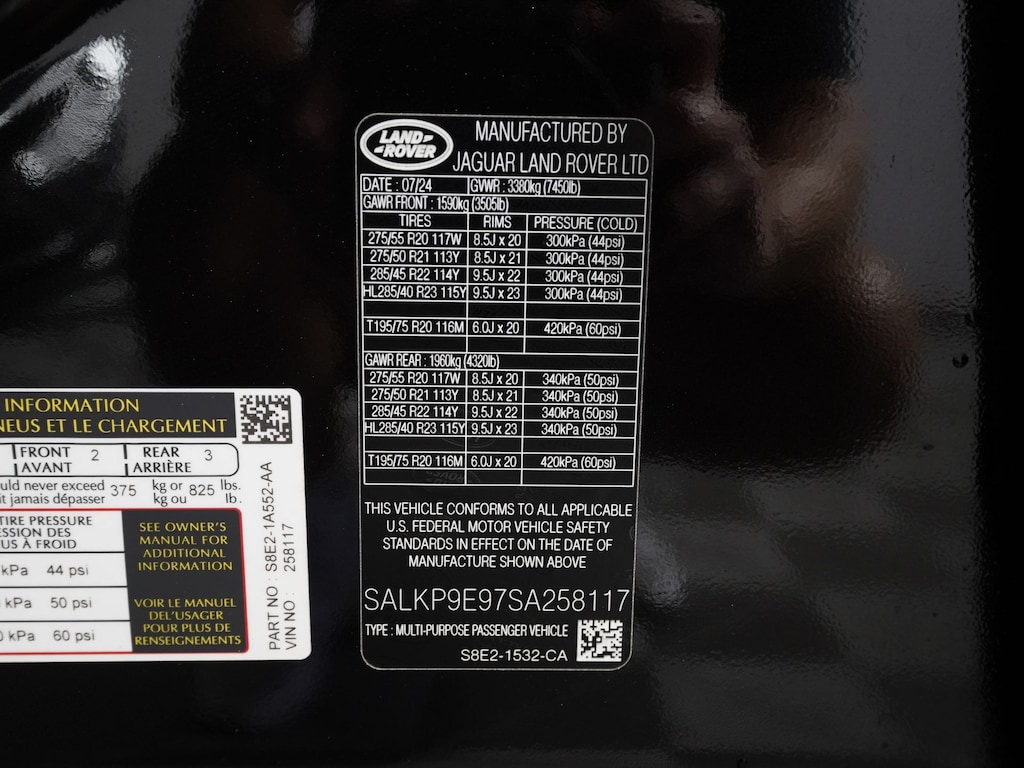 LAND-
-ROVER
MANUFACTURED BY
JAGUAR LAND ROVER LTD
DATE : 07/24 GVWR : 3380kg (7450lb)
GAWR FRONT : 1590kg (3505lb)
TIRES RIMS PRESSURE (COLD)
275/55 R20 117W 8.5J x 20 300kPa (44psi)
275/50 R21 113Y 8.5J x 21 300kPa (44psi)
285/45 R22 114Y 9.5J x 22 300kPa (44psi)
HL285/40 R23 115Y 9.5J x 23 300kPa (44psi)
T195/75 R20 116M 6.0J x 20 420kPa (60psi)
GAWR REAR : 1960kg (4320lb)
275/55 R20 117W 8.5J x 20 340kPa (50psi)
275/50 R21 113Y 8.5J x 21 340kPa (50psi)
285/45 R22 114Y 9.5J x 22 340kPa (50psi)
HL285/40 R23 115Y 9.5J x 23 340kPa (50psi)
T195/75 R20 116M 6.0J x 20 420kPa (60psi)
THIS VEHICLE CONFORMS TO ALL APPLICABLE
U.S. FEDERAL MOTOR VEHICLE SAFETY
STANDARDS IN EFFECT ON THE DATE OF
MANUFACTURE SHOWN ABOVE
SALKP9E97SA258117
TYPE : MULTI-PURPOSE PASSENGER VEHICLE
S8E2-1532-CA
INFORMATION
NEUS ET LE CHARGEMENT
FRONT 2 REAR 3
AVANT ARRIÈRE
uld never exceed 375 kg or 825 lbs.
it jamais dépasser kg ou lb.
TIRE PRESSURE
ESSION DES
US À FROID
kPa 44 psi
kPa 50 psi
0 kPa 60 psi
SEE OWNER'S
MANUAL FOR
ADDITIONAL
INFORMATION
VOIR LE MANUEL
DEL'USAGER
POUR PLUS DE
RENSEIGNEMENTS
PART NO : S8E2-1A552-AA
VIN NO : 258117